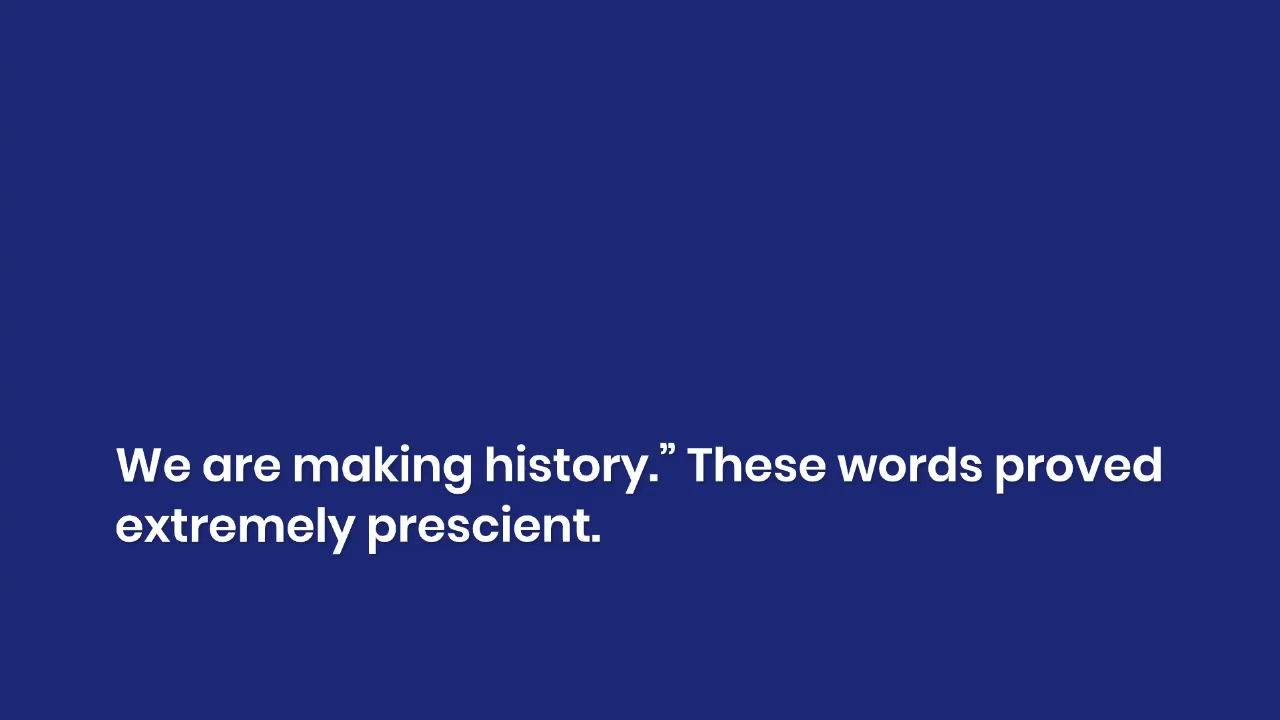 We are making history.” These words proved
extremely prescient.